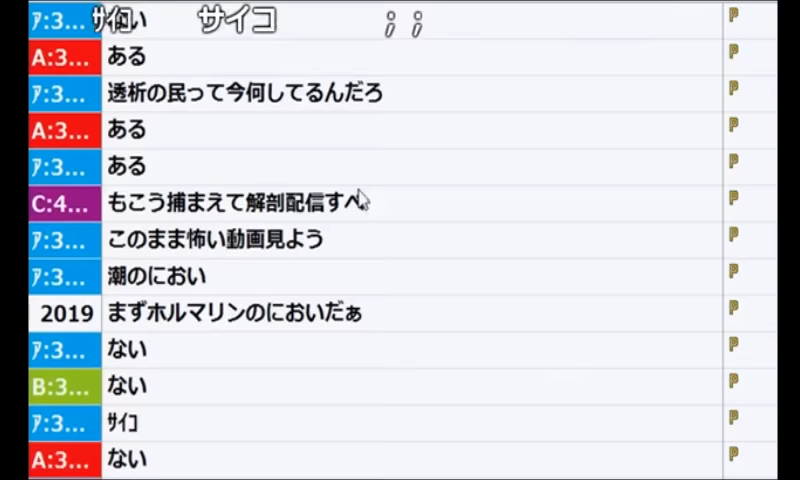 ｱ:3... ない P
ｻｲｺ サイコ ; ;
A:3... ある P
ｱ:3... 透析の民って今何してるんだろ P
A:3... ある P
ｱ:3... ある P
C:4... もこう捕まえて解剖配信すべ P
ｱ:3... このまま怖い動画見よう P
ｱ:3... 潮のにおい P
2019 まずホルマリンのにおいだぁ P
ｱ:3... ない P
B:3... ない P
ｱ:3... ｻｲｺ P
A:3... ない P